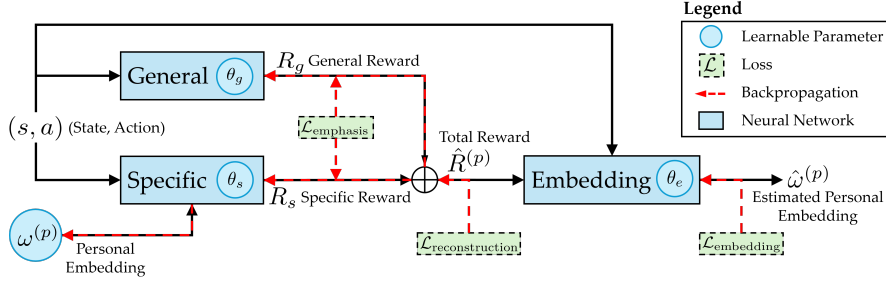 Legend
Learnable Parameter
ℒ Loss
Backpropagation
Neural Network
General θ_g
R_g General Reward
(s, a) (State, Action)
ℒ_emphasis
Total Reward
R̂^(p)
Specific θ_s
R_s Specific Reward
Embedding θ_e
ω̂^(p)
Estimated Personal
Embedding
ω^(p)
Personal
Embedding
ℒ_reconstruction
ℒ_embedding